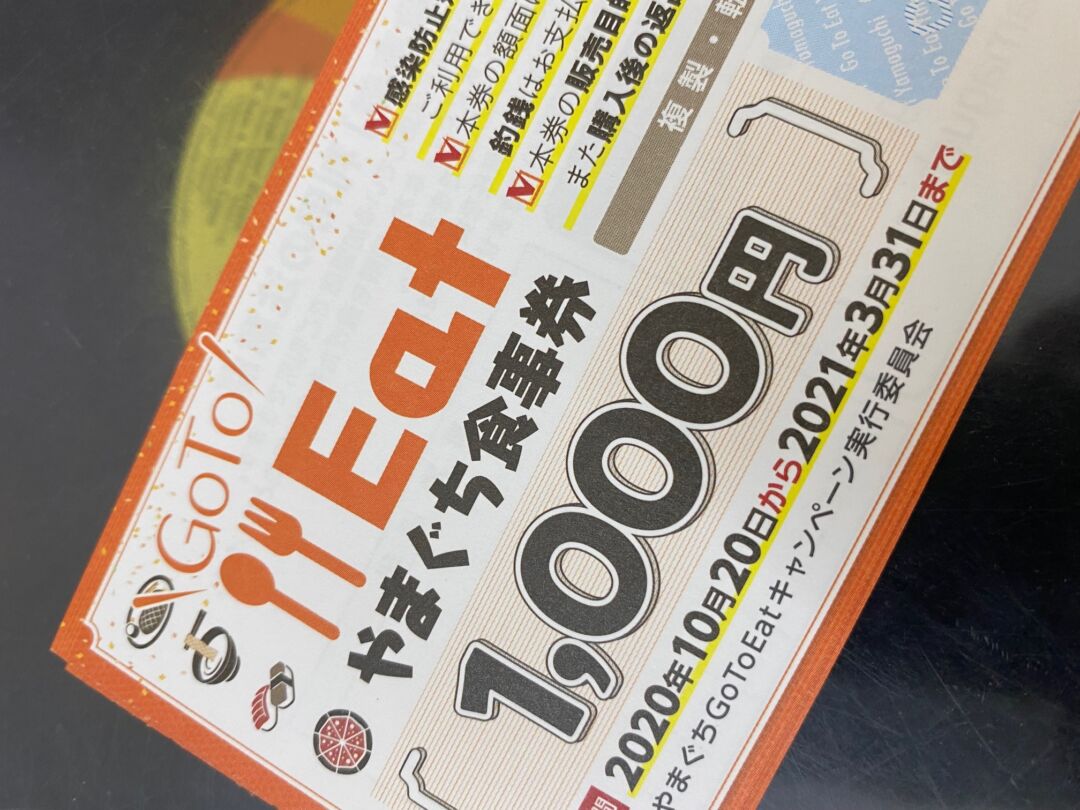 GoTo
Eat
やまぐち食事券
1,000円
2020年10月20日から2021年3月31日まで
やまぐちGoToEatキャンペーン実行委員会
感染防止
ご利用でき
本券の額面
釣銭はお支払
本券の販売目的
また購入後の返
複製・
Go To Eat
Yamaguchi